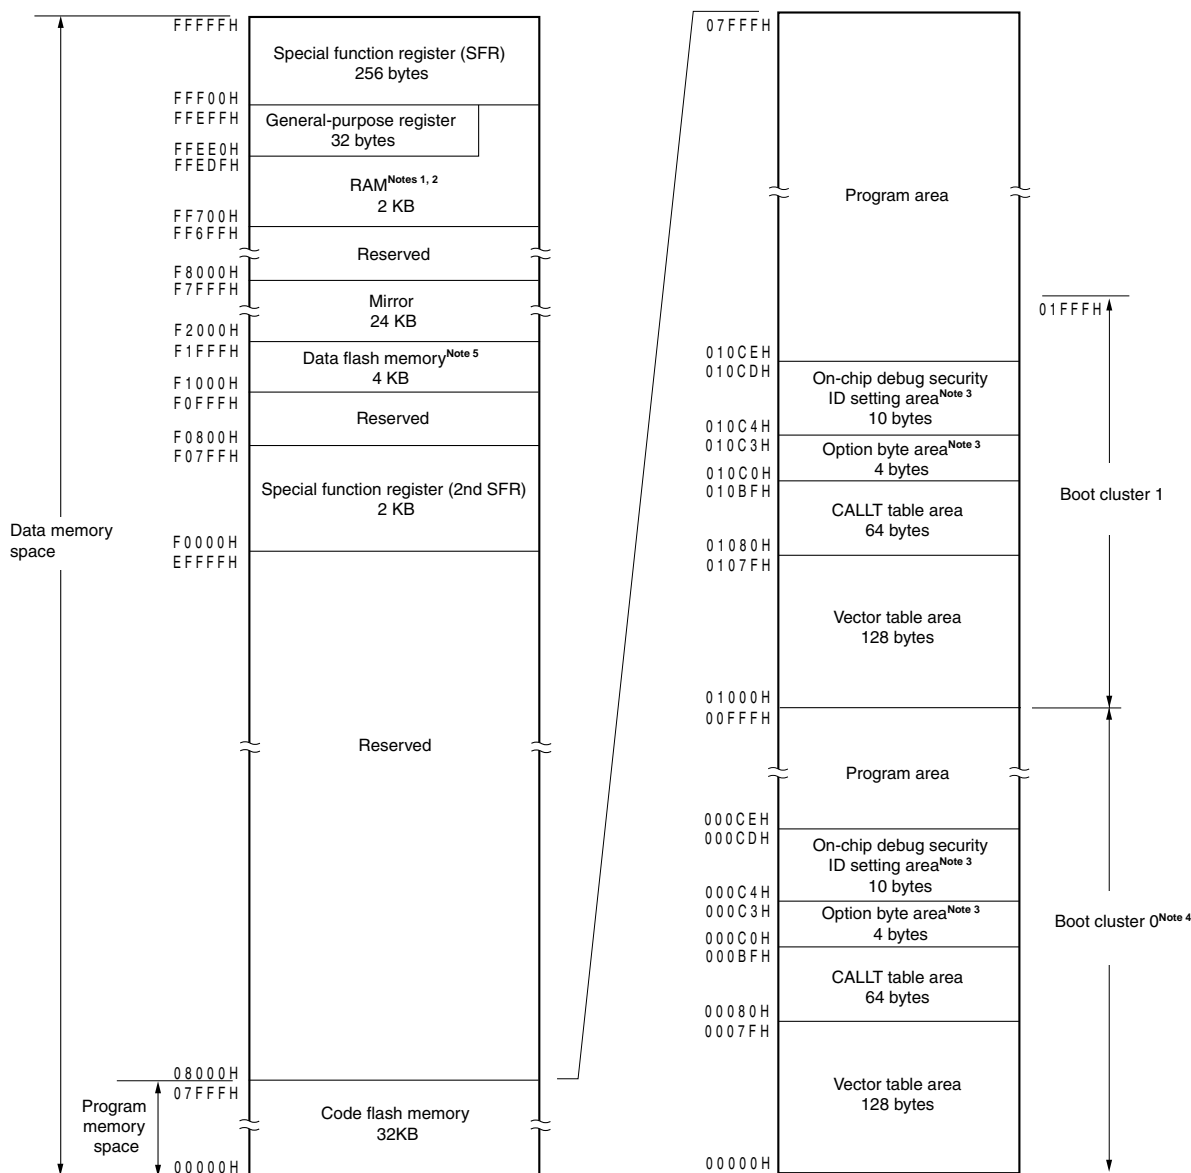 FFFFFH
Special function register (SFR)
256 bytes
FFF00H
FFEFFH
General-purpose register
32 bytes
FFEE0H
FFEDFH
RAMNotes 1, 2
2 KB
FF700H
FF6FFH
Reserved
F8000H
F7FFFH
Mirror
24 KB
F2000H
F1FFFH
Data flash memoryNote 5
4 KB
F1000H
F0FFFH
Reserved
F0800H
F07FFH
Special function register (2nd SFR)
2 KB
Data memory
space
F0000H
EFFFFH
Reserved
08000H
07FFFH
Program
memory
space
Code flash memory
32KB
00000H
07FFFH
Program area
01FFFH
010CEH
010CDH
On-chip debug security
ID setting areaNote 3
10 bytes
010C4H
010C3H
Option byte areaNote 3
4 bytes
010C0H
010BFH
Boot cluster 1
CALLT table area
64 bytes
01080H
0107FH
Vector table area
128 bytes
01000H
00FFFH
Program area
000CEH
000CDH
On-chip debug security
ID setting areaNote 3
10 bytes
000C4H
000C3H
Option byte areaNote 3
4 bytes
Boot cluster 0Note 4
000C0H
000BFH
CALLT table area
64 bytes
00080H
0007FH
Vector table area
128 bytes
00000H